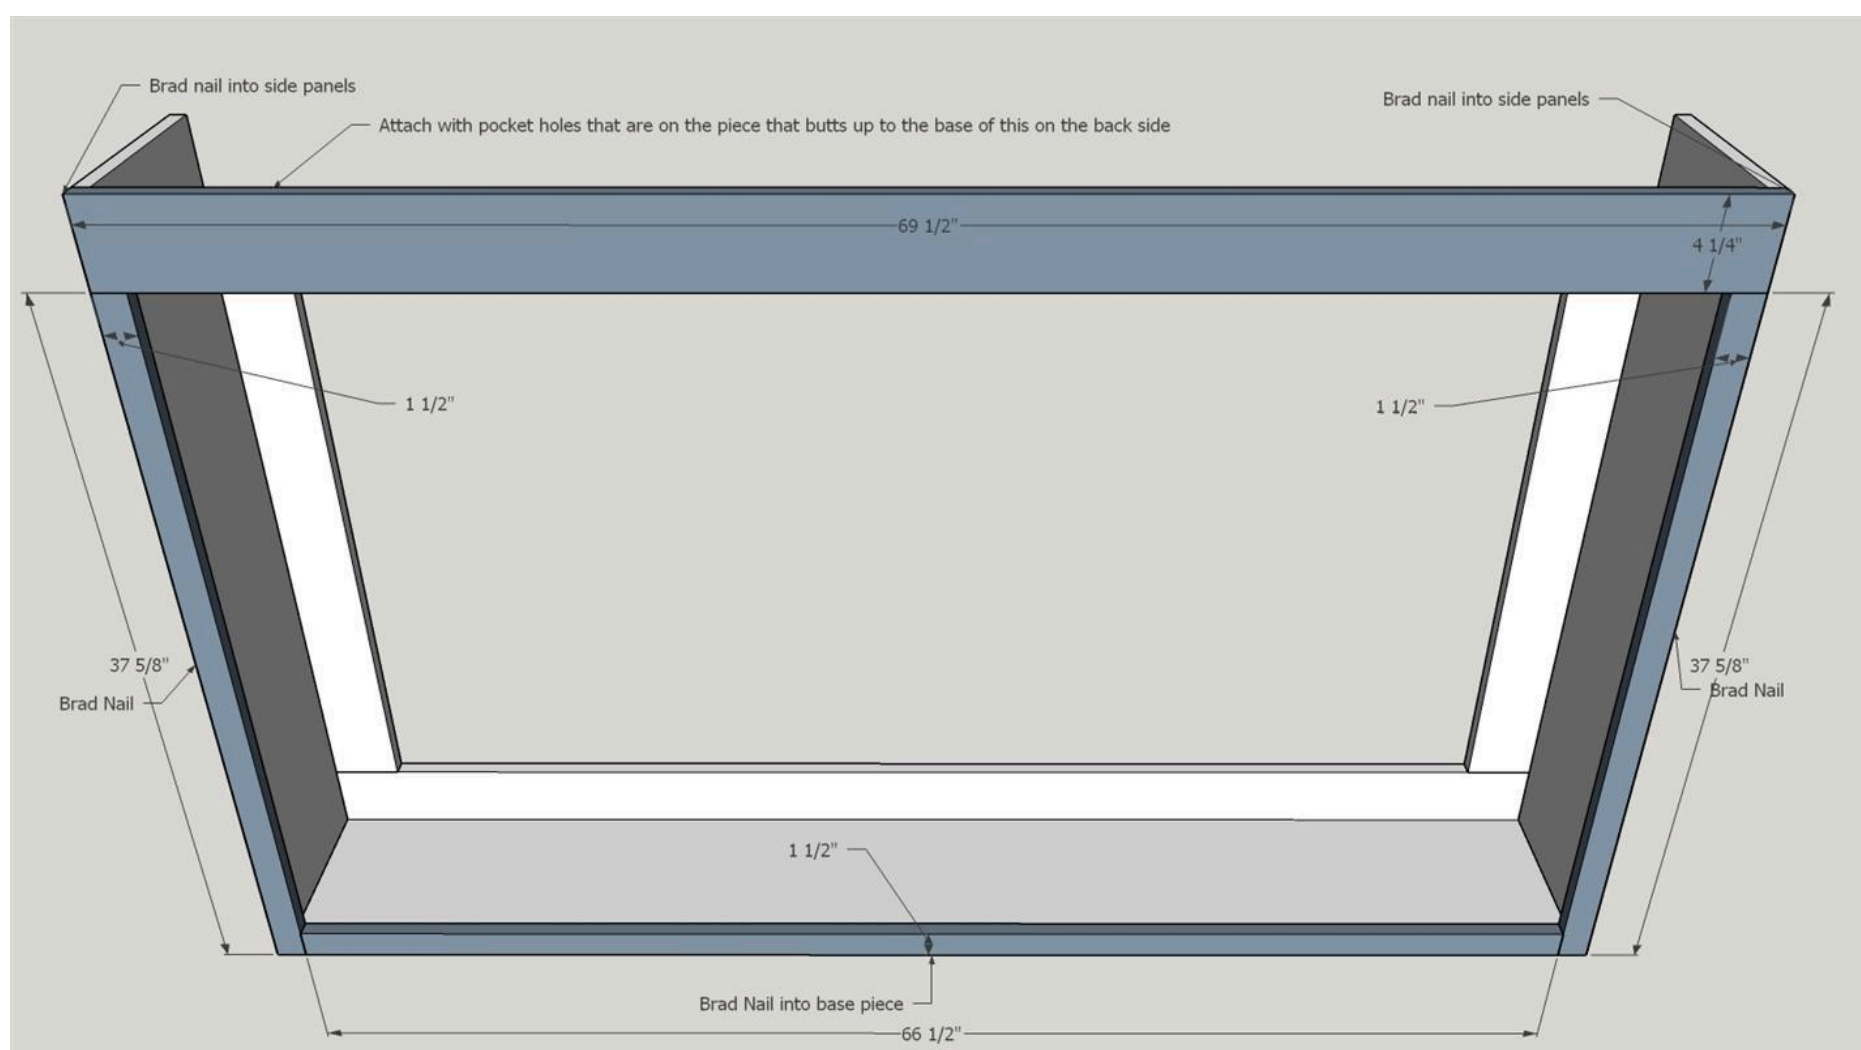 Brad nail into side panels
Brad nail into side panels
Attach with pocket holes that are on the piece that butts up to the base of this on the back side
69 1/2"
4 1/4"
1 1/2"
1 1/2"
37 5/8"
37 5/8"
Brad Nail
Brad Nail
1 1/2"
Brad Nail into base piece
66 1/2"